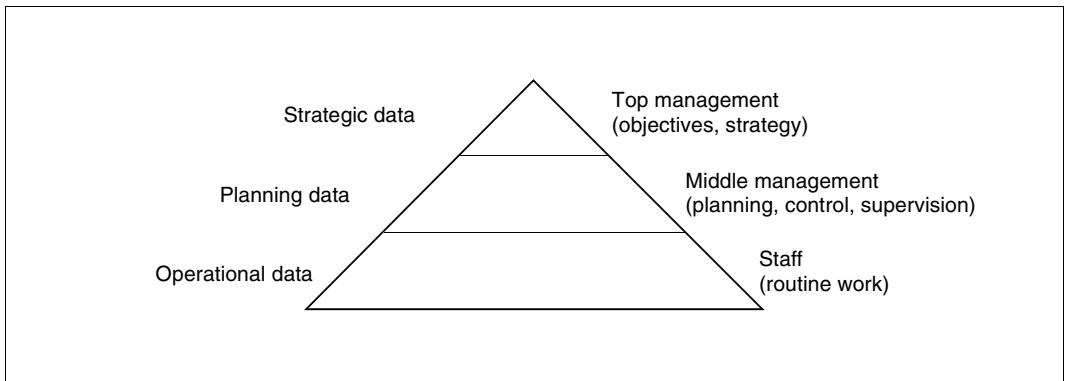 Strategic data
Top management
(objectives, strategy)
Planning data
Middle management
(planning, control, supervision)
Operational data
Staff
(routine work)